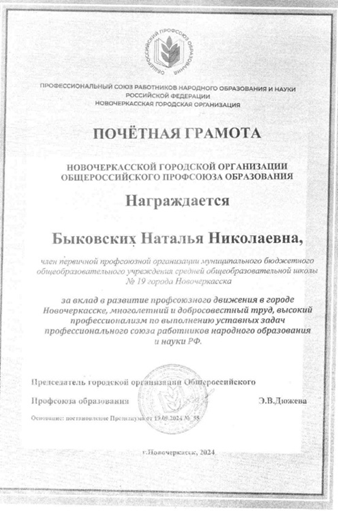 ОБЩЕРОССИЙСКИЙ ПРОФСОЮЗ ОБРАЗОВАНИЯ
ПРОФЕССИОНАЛЬНЫЙ СОЮЗ РАБОТНИКОВ НАРОДНОГО ОБРАЗОВАНИЯ И НАУКИ
РОССИЙСКОЙ ФЕДЕРАЦИИ
НОВОЧЕРКАССКАЯ ГОРОДСКАЯ ОРГАНИЗАЦИЯ
ПОЧЁТНАЯ ГРАМОТА
НОВОЧЕРКАССКОЙ ГОРОДСКОЙ ОРГАНИЗАЦИИ
ОБЩЕРОССИЙСКОГО ПРОФСОЮЗА ОБРАЗОВАНИЯ
Награждается
Быковских Наталья Николаевна,
член первичной профсоюзной организации муниципального бюджетного
общеобразовательного учреждения средней общеобразовательной школы
№ 19 города Новочеркасска
за вклад в развитие профсоюзного движения в городе
Новочеркасске, многолетний и добросовестный труд, высокий
профессионализм по выполнению уставных задач
профессионального союза работников народного образования
и науки РФ.
Председатель городской организации Общероссийского
Профсоюза образования Э.В.Дюжева
Основание: постановление Президиума от 15.05.2024 №
г.Новочеркасск, 2024